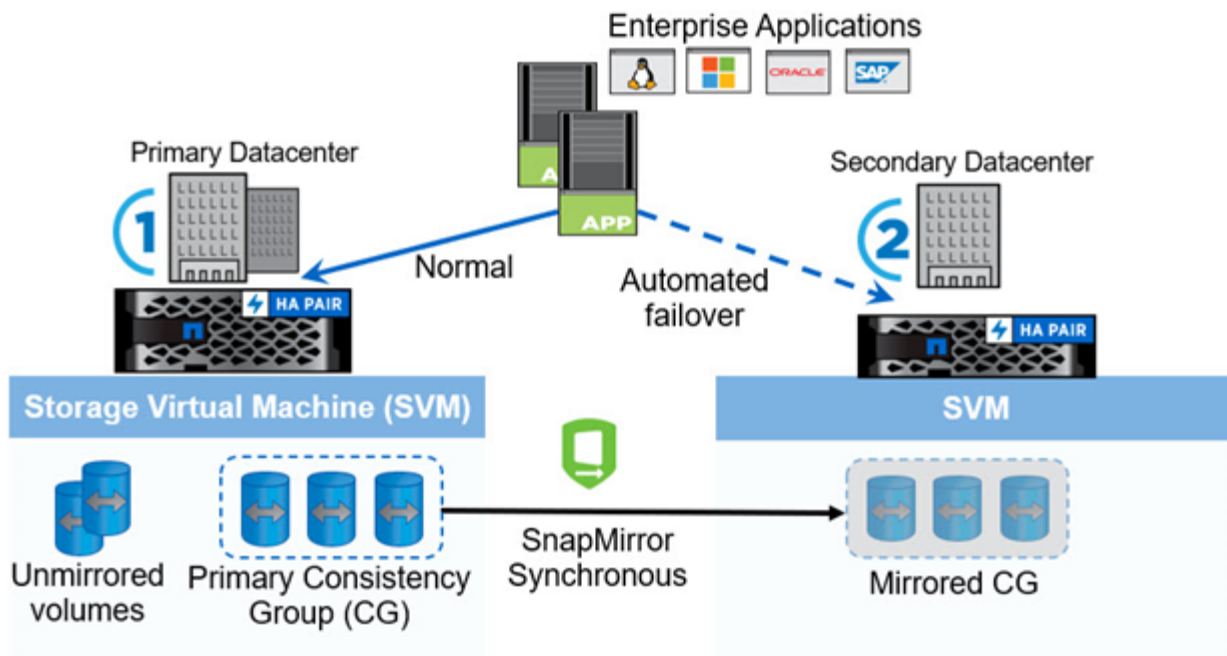 Enterprise Applications
ORACLE
SAP
Primary Datacenter
Secondary Datacenter
A
APP
1
2
Normal
Automated
failover
HA PAIR
HA PAIR
Storage Virtual Machine (SVM)
SVM
Unmirrored
volumes
Primary Consistency
Group (CG)
SnapMirror
Synchronous
Mirrored CG